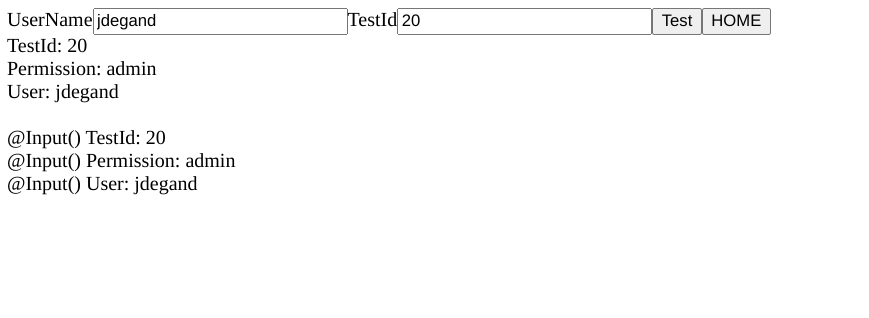 UserName jdegand TestId 20 Test HOME
TestId: 20
Permission: admin
User: jdegand
@Input() TestId: 20
@Input() Permission: admin
@Input() User: jdegand